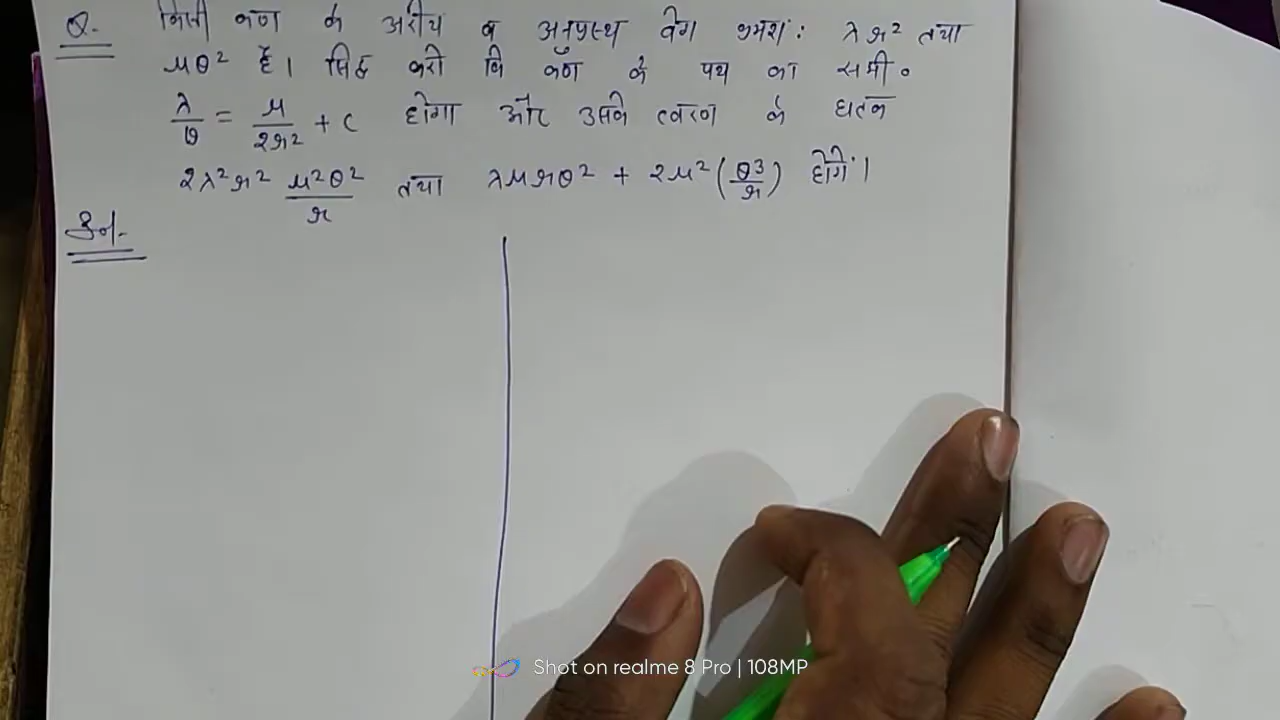 Q. किसी कण के अरीय व अनुप्रस्थ वेग क्रमश: λr² तथा
μθ² है। सिद्ध करो कि कण के पथ का समी०
λ/θ = μ/2r² + c होगा और उसके त्वरण के घटक
2λ²r² μ²θ²/r तथा λμrθ² + 2μ²(θ³/r) होंगे।
हल-
Shot on realme 8 Pro | 108MP